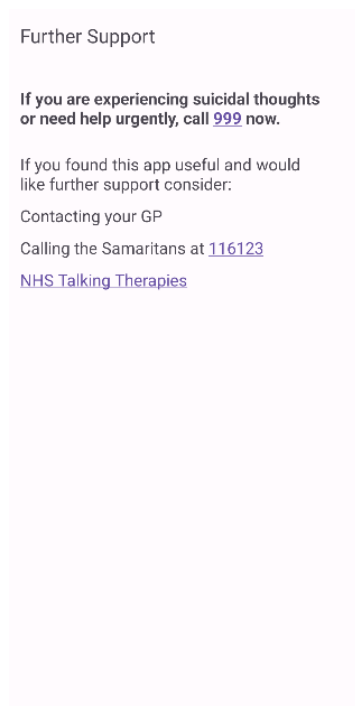 Further Support
If you are experiencing suicidal thoughts
or need help urgently, call 999 now.
If you found this app useful and would
like further support consider:
Contacting your GP
Calling the Samaritans at 116123
NHS Talking Therapies